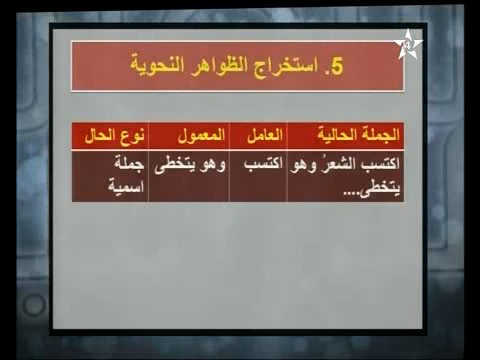 4
5. استخراج الظواهر النحوية
الجملة الحالية العامل المعمول نوع الحال
اكتسب الشعرُ وهو اكتسب وهو يتخطى جملة
يتخطى.... اسمية